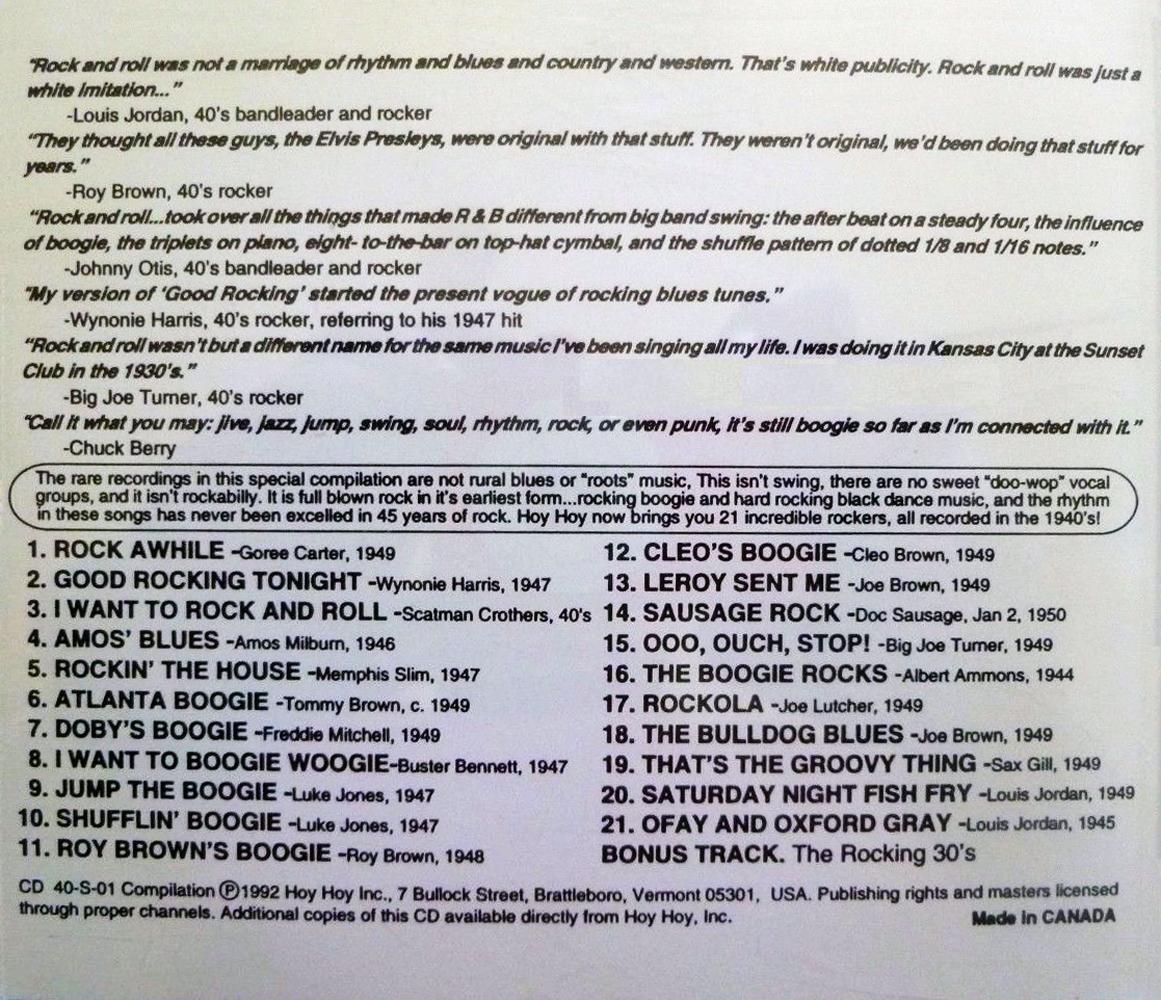 "Rock and roll was not a marriage of rhythm and blues and country and western. That's white publicity. Rock and roll was just a
white imitation..."
-Louis Jordan, 40's bandleader and rocker
"They thought all these guys, the Elvis Presleys, were original with that stuff. They weren't original, we'd been doing that stuff for
years."
-Roy Brown, 40's rocker
"Rock and roll...took over all the things that made R & B different from big band swing: the after beat on a steady four, the influence
of boogie, the triplets on piano, eight- to-the-bar on top-hat cymbal, and the shuffle pattern of dotted 1/8 and 1/16 notes."
-Johnny Otis, 40's bandleader and rocker
"My version of 'Good Rocking' started the present vogue of rocking blues tunes."
-Wynonie Harris, 40's rocker, referring to his 1947 hit
"Rock and roll wasn't but a different name for the same music I've been singing all my life. I was doing it in Kansas City at the Sunset
Club in the 1930's."
-Big Joe Turner, 40's rocker
"Call it what you may: jive, jazz, jump, swing, soul, rhythm, rock, or even punk, it's still boogie so far as I'm connected with it."
-Chuck Berry
The rare recordings in this special compilation are not rural blues or "roots" music, This isn't swing, there are no sweet "doo-wop" vocal
groups, and it isn't rockabilly. It is full blown rock in it's earliest form...rocking boogie and hard rocking black dance music, and the rhythm
in these songs has never been excelled in 45 years of rock. Hoy Hoy now brings you 21 incredible rockers, all recorded in the 1940's!
1. ROCK AWHILE -Goree Carter, 1949
2. GOOD ROCKING TONIGHT -Wynonie Harris, 1947
3. I WANT TO ROCK AND ROLL -Scatman Crothers, 40's
4. AMOS' BLUES -Amos Milburn, 1946
5. ROCKIN' THE HOUSE -Memphis Slim, 1947
6. ATLANTA BOOGIE -Tommy Brown, c. 1949
7. DOBY'S BOOGIE -Freddie Mitchell, 1949
8. I WANT TO BOOGIE WOOGIE-Buster Bennett, 1947
9. JUMP THE BOOGIE -Luke Jones, 1947
10. SHUFFLIN' BOOGIE -Luke Jones, 1947
11. ROY BROWN'S BOOGIE -Roy Brown, 1948
12. CLEO'S BOOGIE -Cleo Brown, 1949
13. LEROY SENT ME -Joe Brown, 1949
14. SAUSAGE ROCK -Doc Sausage, Jan 2, 1950
15. OOO, OUCH, STOP! -Big Joe Turner, 1949
16. THE BOOGIE ROCKS -Albert Ammons, 1944
17. ROCKOLA -Joe Lutcher, 1949
18. THE BULLDOG BLUES -Joe Brown, 1949
19. THAT'S THE GROOVY THING -Sax Gill, 1949
20. SATURDAY NIGHT FISH FRY -Louis Jordan, 1949
21. OFAY AND OXFORD GRAY -Louis Jordan, 1945
BONUS TRACK. The Rocking 30's
CD 40-S-01 Compilation Ⓟ1992 Hoy Hoy Inc., 7 Bullock Street, Brattleboro, Vermont 05301, USA. Publishing rights and masters licensed
through proper channels. Additional copies of this CD available directly from Hoy Hoy, Inc.
Made in CANADA